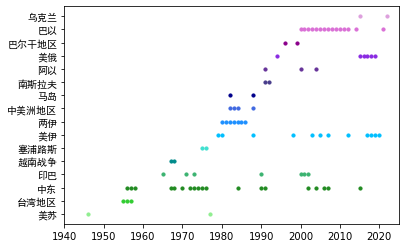 乌克兰
巴以
巴尔干地区
美俄
阿以
南斯拉夫
马岛
中美洲地区
两伊
美伊
塞浦路斯
越南战争
印巴
中东
台湾地区
美苏
1940 1950 1960 1970 1980 1990 2000 2010 2020